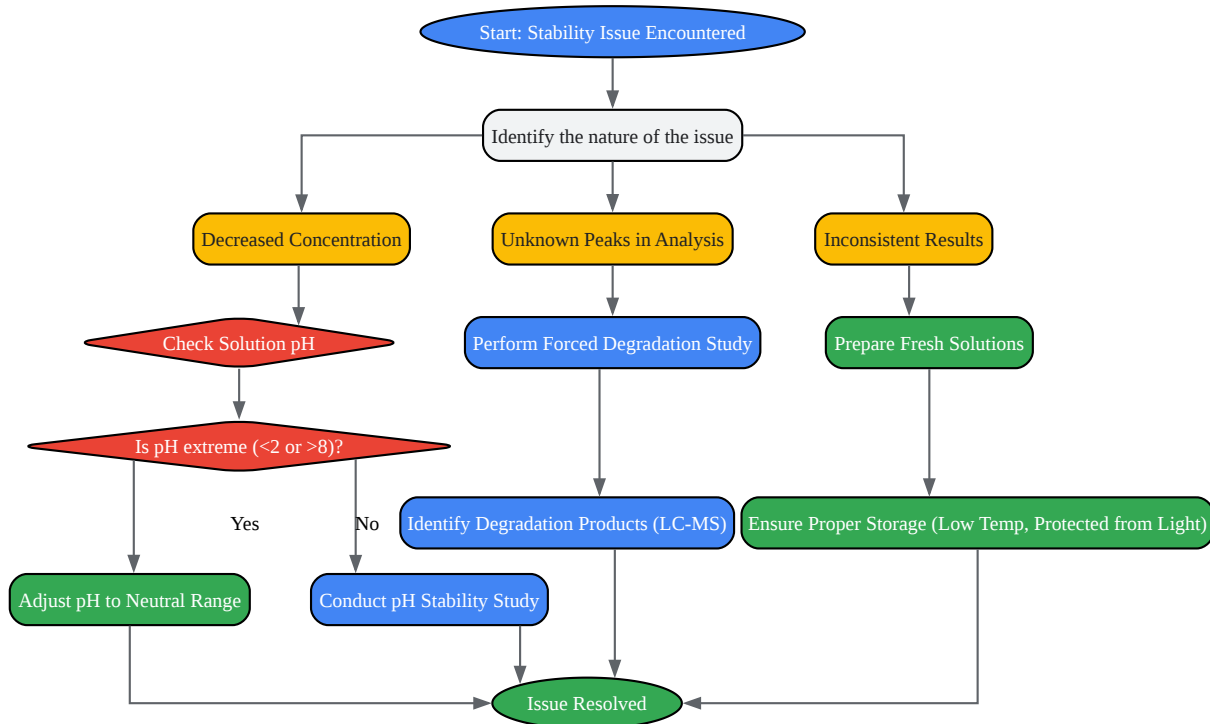 Start: Stability Issue Encountered
Identify the nature of the issue
Decreased Concentration
Unknown Peaks in Analysis
Inconsistent Results
Check Solution pH
Perform Forced Degradation Study
Prepare Fresh Solutions
Is pH extreme (<2 or >8)?
Yes
No
Identify Degradation Products (LC-MS)
Ensure Proper Storage (Low Temp, Protected from Light)
Adjust pH to Neutral Range
Conduct pH Stability Study
Issue Resolved